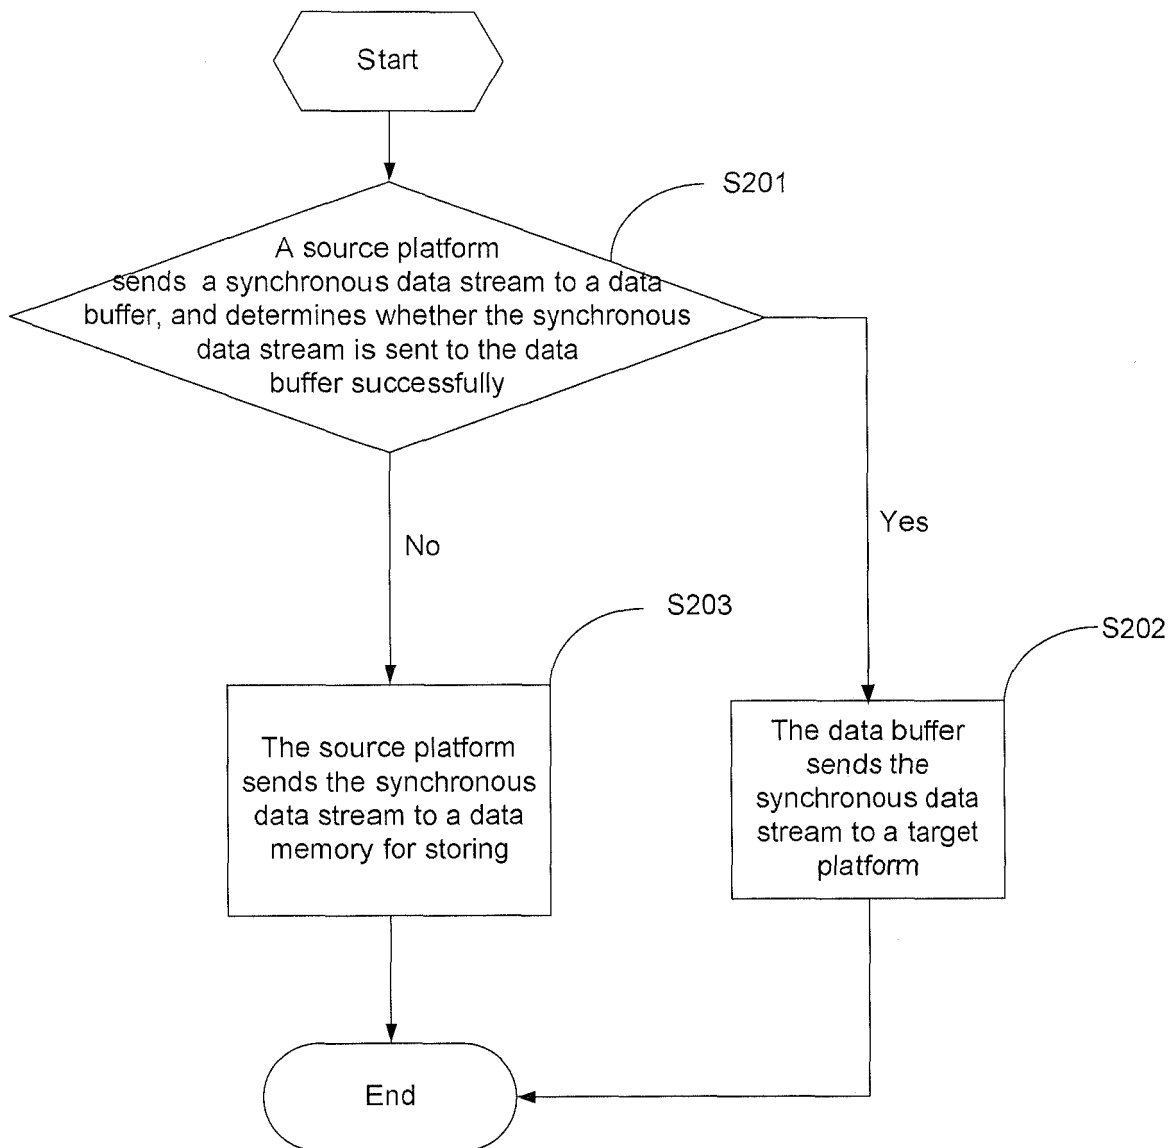 Start
S201
A source platform
sends a synchronous data stream to a data
buffer, and determines whether the synchronous
data stream is sent to the data
buffer successfully
Yes
No
S203
S202
The source platform
sends the synchronous
data stream to a data
memory for storing
The data buffer
sends the
synchronous data
stream to a target
platform
End